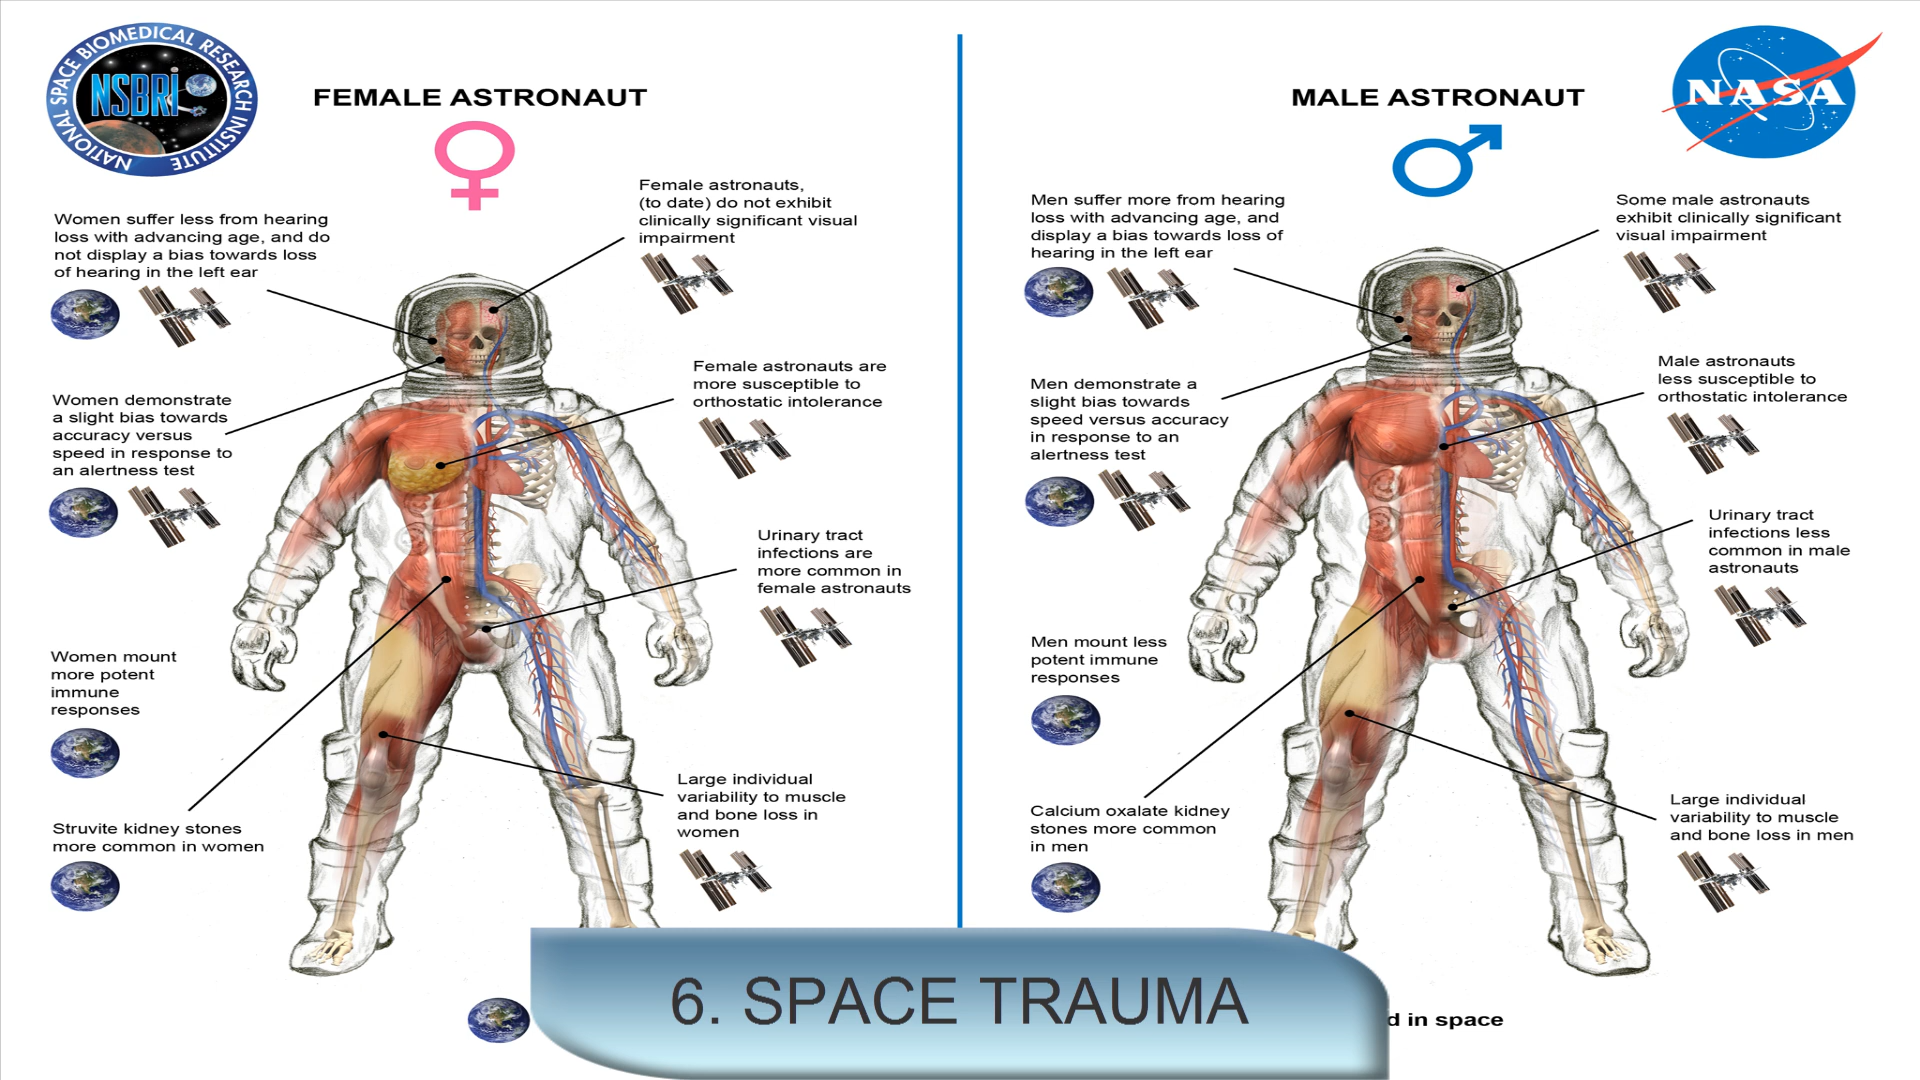 NATIONAL SPACE BIOMEDICAL RESEARCH INSTITUTE
NSBRI
FEMALE ASTRONAUT
Women suffer less from hearing
loss with advancing age, and do
not display a bias towards loss
of hearing in the left ear
Female astronauts,
(to date) do not exhibit
clinically significant visual
impairment
Women demonstrate
a slight bias towards
accuracy versus
speed in response to
an alertness test
Female astronauts are
more susceptible to
orthostatic intolerance
Urinary tract
infections are
more common in
female astronauts
Women mount
more potent
immune
responses
Struvite kidney stones
more common in women
Large individual
variability to muscle
and bone loss in
women
MALE ASTRONAUT
NASA
Men suffer more from hearing
loss with advancing age, and
display a bias towards loss of
hearing in the left ear
Some male astronauts
exhibit clinically significant
visual impairment
Men demonstrate a
slight bias towards
speed versus accuracy
in response to an
alertness test
Male astronauts
less susceptible to
orthostatic intolerance
Urinary tract
infections less
common in male
astronauts
Men mount less
potent immune
responses
Calcium oxalate kidney
stones more common
in men
Large individual
variability to muscle
and bone loss in men
6. SPACE TRAUMA
d in space